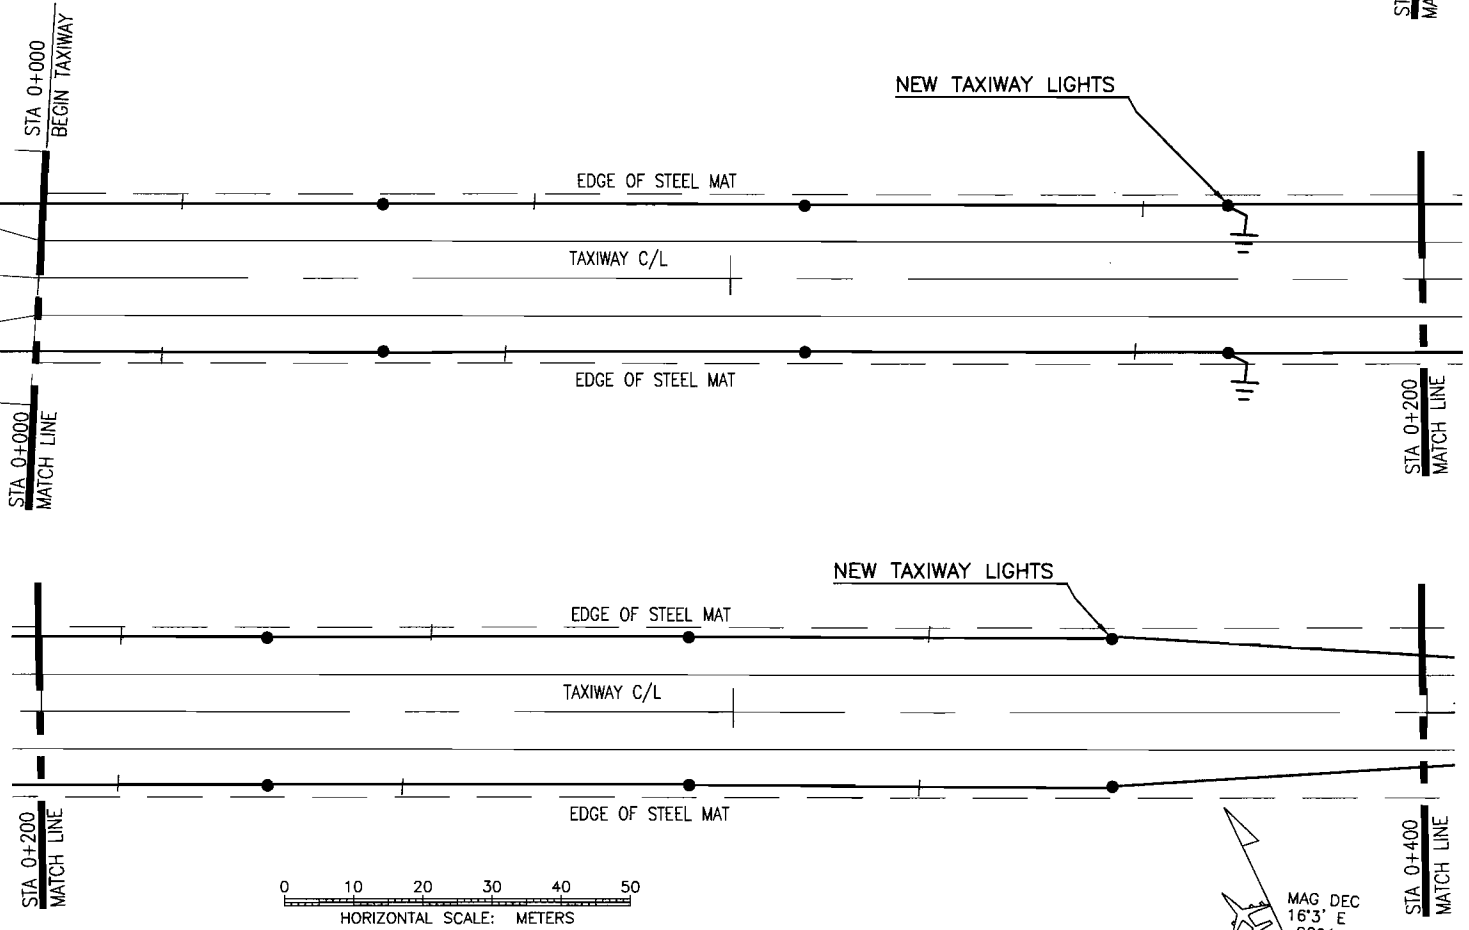 STA 0+000
BEGIN TAXIWAY
NEW TAXIWAY LIGHTS
EDGE OF STEEL MAT
TAXIWAY C/L
EDGE OF STEEL MAT
STA 0+000
MATCH LINE
STA 0+200
MATCH LINE
NEW TAXIWAY LIGHTS
EDGE OF STEEL MAT
TAXIWAY C/L
EDGE OF STEEL MAT
STA 0+200
MATCH LINE
STA 0+400
MATCH LINE
0 10 20 30 40 50
HORIZONTAL SCALE: METERS
MAG DEC
16°3' E